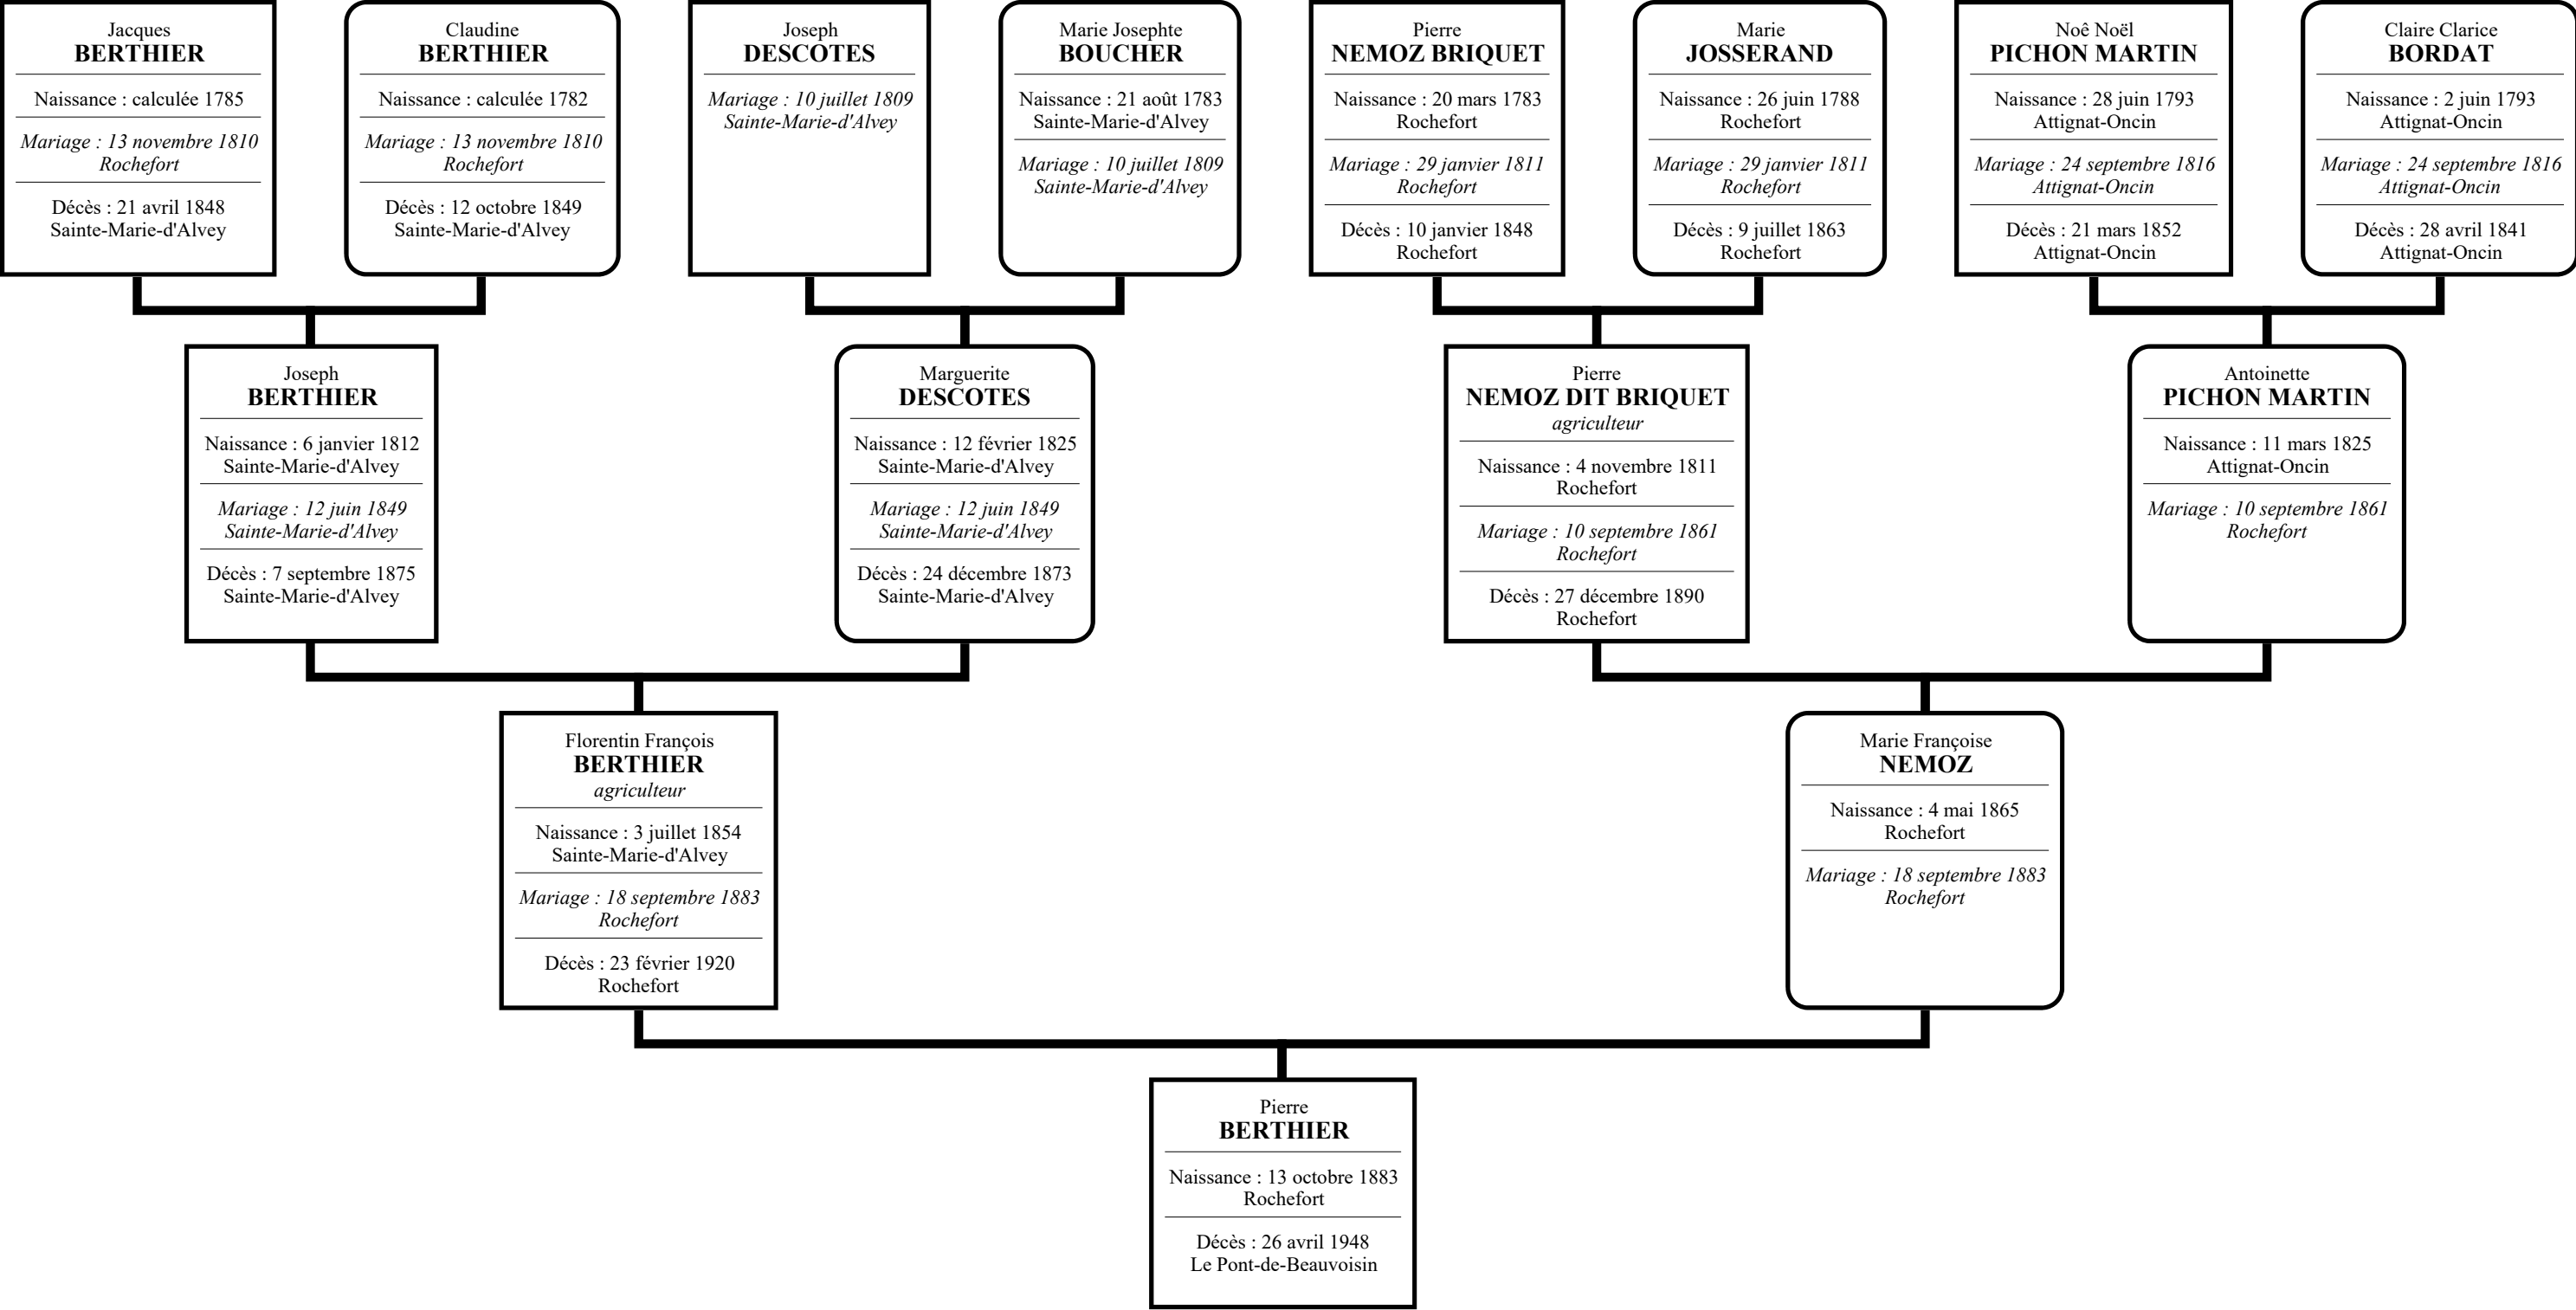 Jacques
BERTHIER
Naissance : calculée 1785
Mariage : 13 novembre 1810
Rochefort
Décès : 21 avril 1848
Sainte-Marie-d'Alvey
Claudine
BERTHIER
Naissance : calculée 1782
Mariage : 13 novembre 1810
Rochefort
Décès : 12 octobre 1849
Sainte-Marie-d'Alvey
Joseph
DESCOTES
Mariage : 10 juillet 1809
Sainte-Marie-d'Alvey
Marie Josephte
BOUCHER
Naissance : 21 août 1783
Sainte-Marie-d'Alvey
Mariage : 10 juillet 1809
Sainte-Marie-d'Alvey
Pierre
NEMOZ BRIQUET
Naissance : 20 mars 1783
Rochefort
Mariage : 29 janvier 1811
Rochefort
Décès : 10 janvier 1848
Rochefort
Marie
JOSSERAND
Naissance : 26 juin 1788
Rochefort
Mariage : 29 janvier 1811
Rochefort
Décès : 9 juillet 1863
Rochefort
Noê Noël
PICHON MARTIN
Naissance : 28 juin 1793
Attignat-Oncin
Mariage : 24 septembre 1816
Attignat-Oncin
Décès : 21 mars 1852
Attignat-Oncin
Claire Clarice
BORDAT
Naissance : 2 juin 1793
Attignat-Oncin
Mariage : 24 septembre 1816
Attignat-Oncin
Décès : 28 avril 1841
Attignat-Oncin
Joseph
BERTHIER
Naissance : 6 janvier 1812
Sainte-Marie-d'Alvey
Mariage : 12 juin 1849
Sainte-Marie-d'Alvey
Décès : 7 septembre 1875
Sainte-Marie-d'Alvey
Marguerite
DESCOTES
Naissance : 12 février 1825
Sainte-Marie-d'Alvey
Mariage : 12 juin 1849
Sainte-Marie-d'Alvey
Décès : 24 décembre 1873
Sainte-Marie-d'Alvey
Pierre
NEMOZ DIT BRIQUET
agriculteur
Naissance : 4 novembre 1811
Rochefort
Mariage : 10 septembre 1861
Rochefort
Décès : 27 décembre 1890
Rochefort
Antoinette
PICHON MARTIN
Naissance : 11 mars 1825
Attignat-Oncin
Mariage : 10 septembre 1861
Rochefort
Florentin François
BERTHIER
agriculteur
Naissance : 3 juillet 1854
Sainte-Marie-d'Alvey
Mariage : 18 septembre 1883
Rochefort
Décès : 23 février 1920
Rochefort
Marie Françoise
NEMOZ
Naissance : 4 mai 1865
Rochefort
Mariage : 18 septembre 1883
Rochefort
Pierre
BERTHIER
Naissance : 13 octobre 1883
Rochefort
Décès : 26 avril 1948
Le Pont-de-Beauvoisin